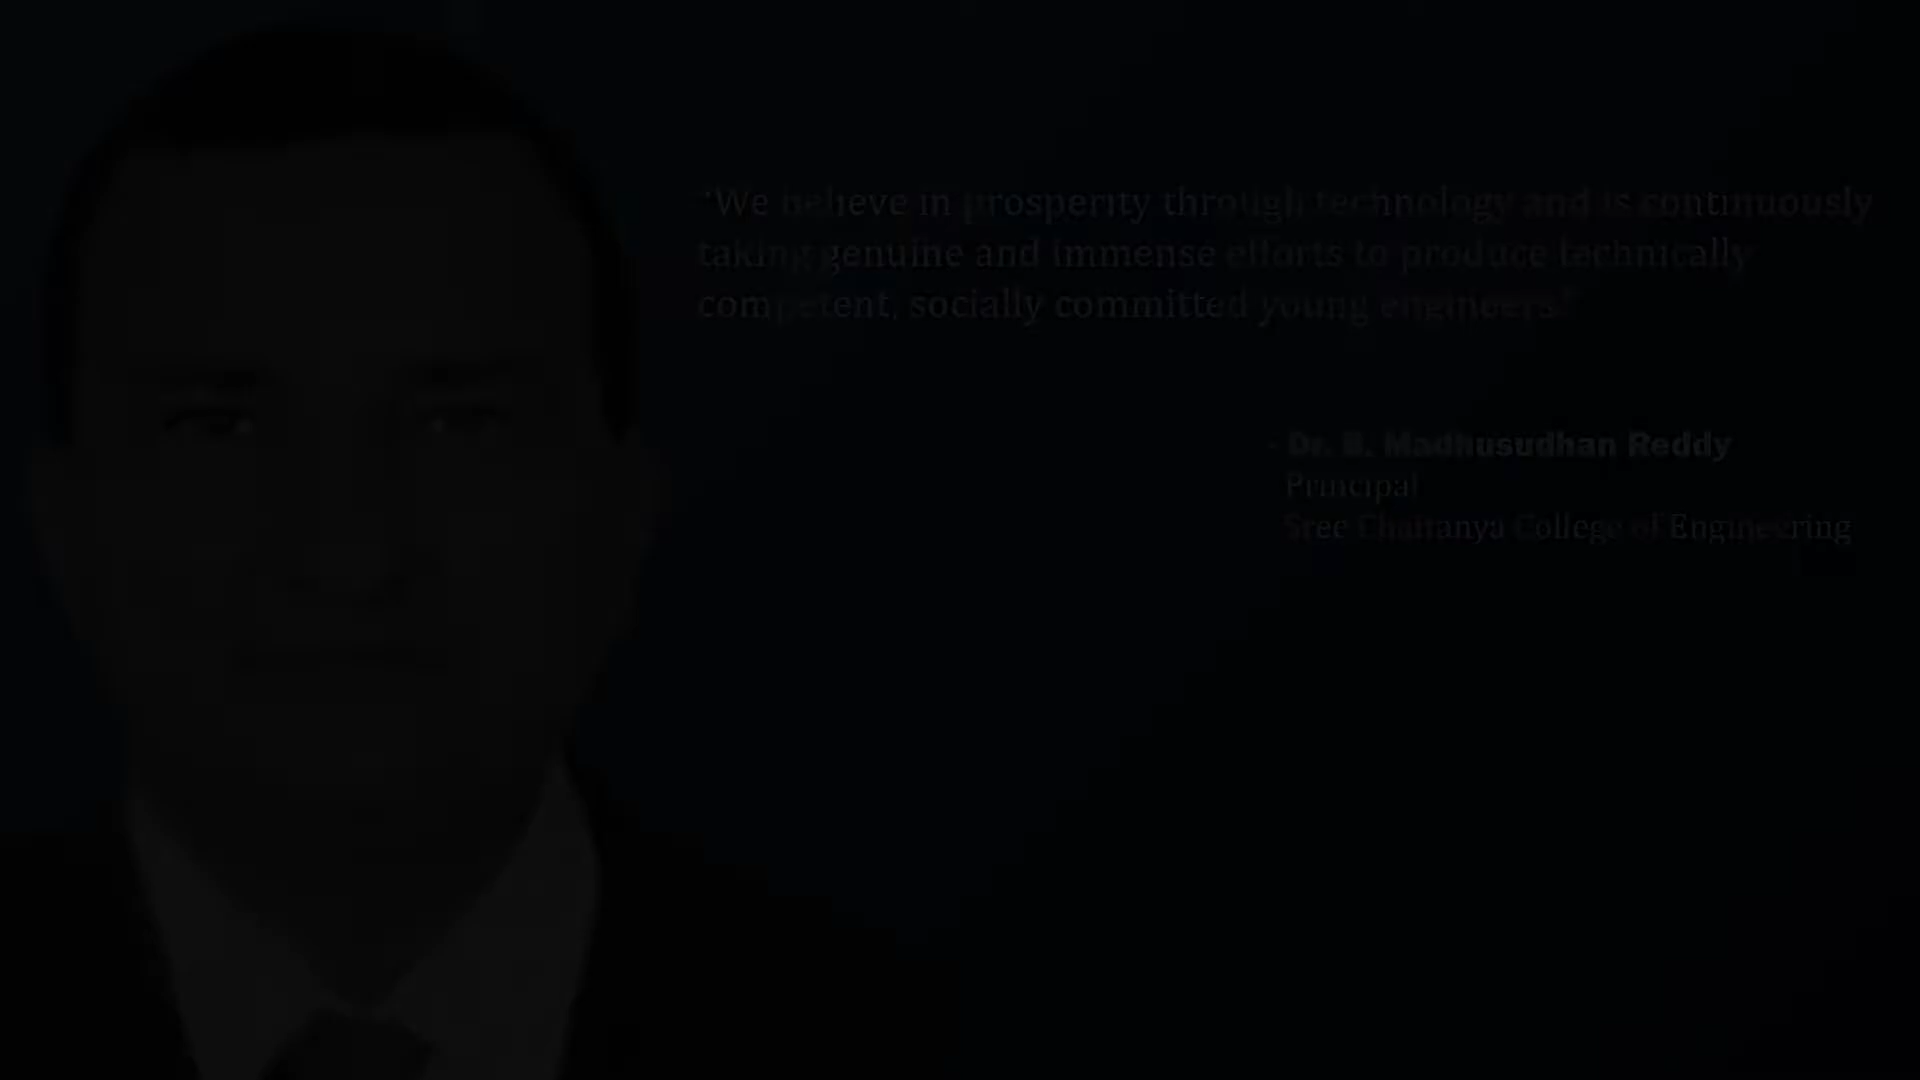 "We believe in prosperity through technology and is continuously
taking genuine and immense efforts to produce technically
competent, socially committed young engineers."
- Dr. B. Madhusudhan Reddy
Principal
Sree Chaitanya College of Engineering